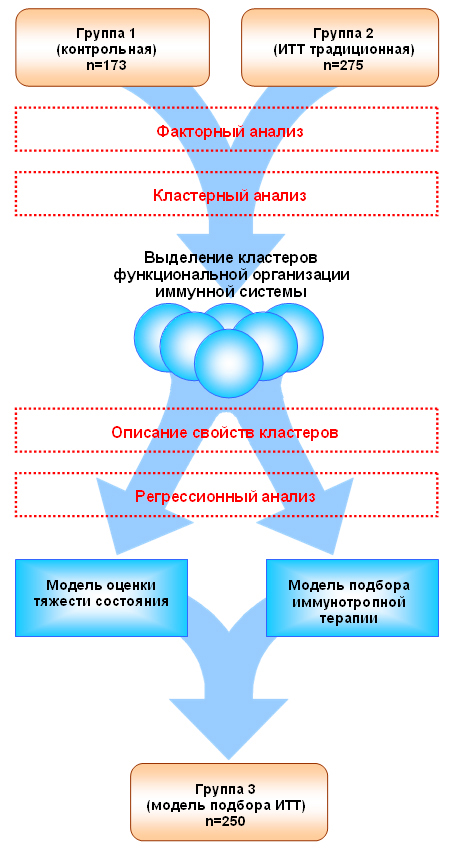 Группа 1
(контрольная)
n=173
Группа 2
(ИТТ традиционная)
n=275
Факторный анализ
Кластерный анализ
Выделение кластеров
функциональной организации
иммунной системы
Описание свойств кластеров
Регрессионный анализ
Модель оценки
тяжести состояния
Модель подбора
иммунотропной
терапии
Группа 3
(модель подбора ИТТ)
n=250